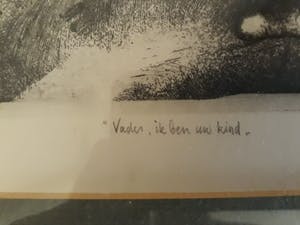 "Vader, ik ben uw kind.